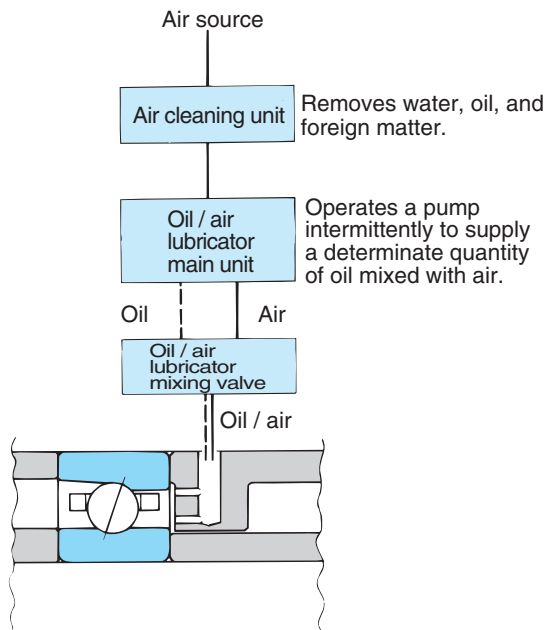 Air source
Air cleaning unit
Removes water, oil, and
foreign matter.
Oil / air
lubricator
main unit
Operates a pump
intermittently to supply
a determinate quantity
of oil mixed with air.
Oil
Air
Oil / air
lubricator
mixing valve
Oil / air